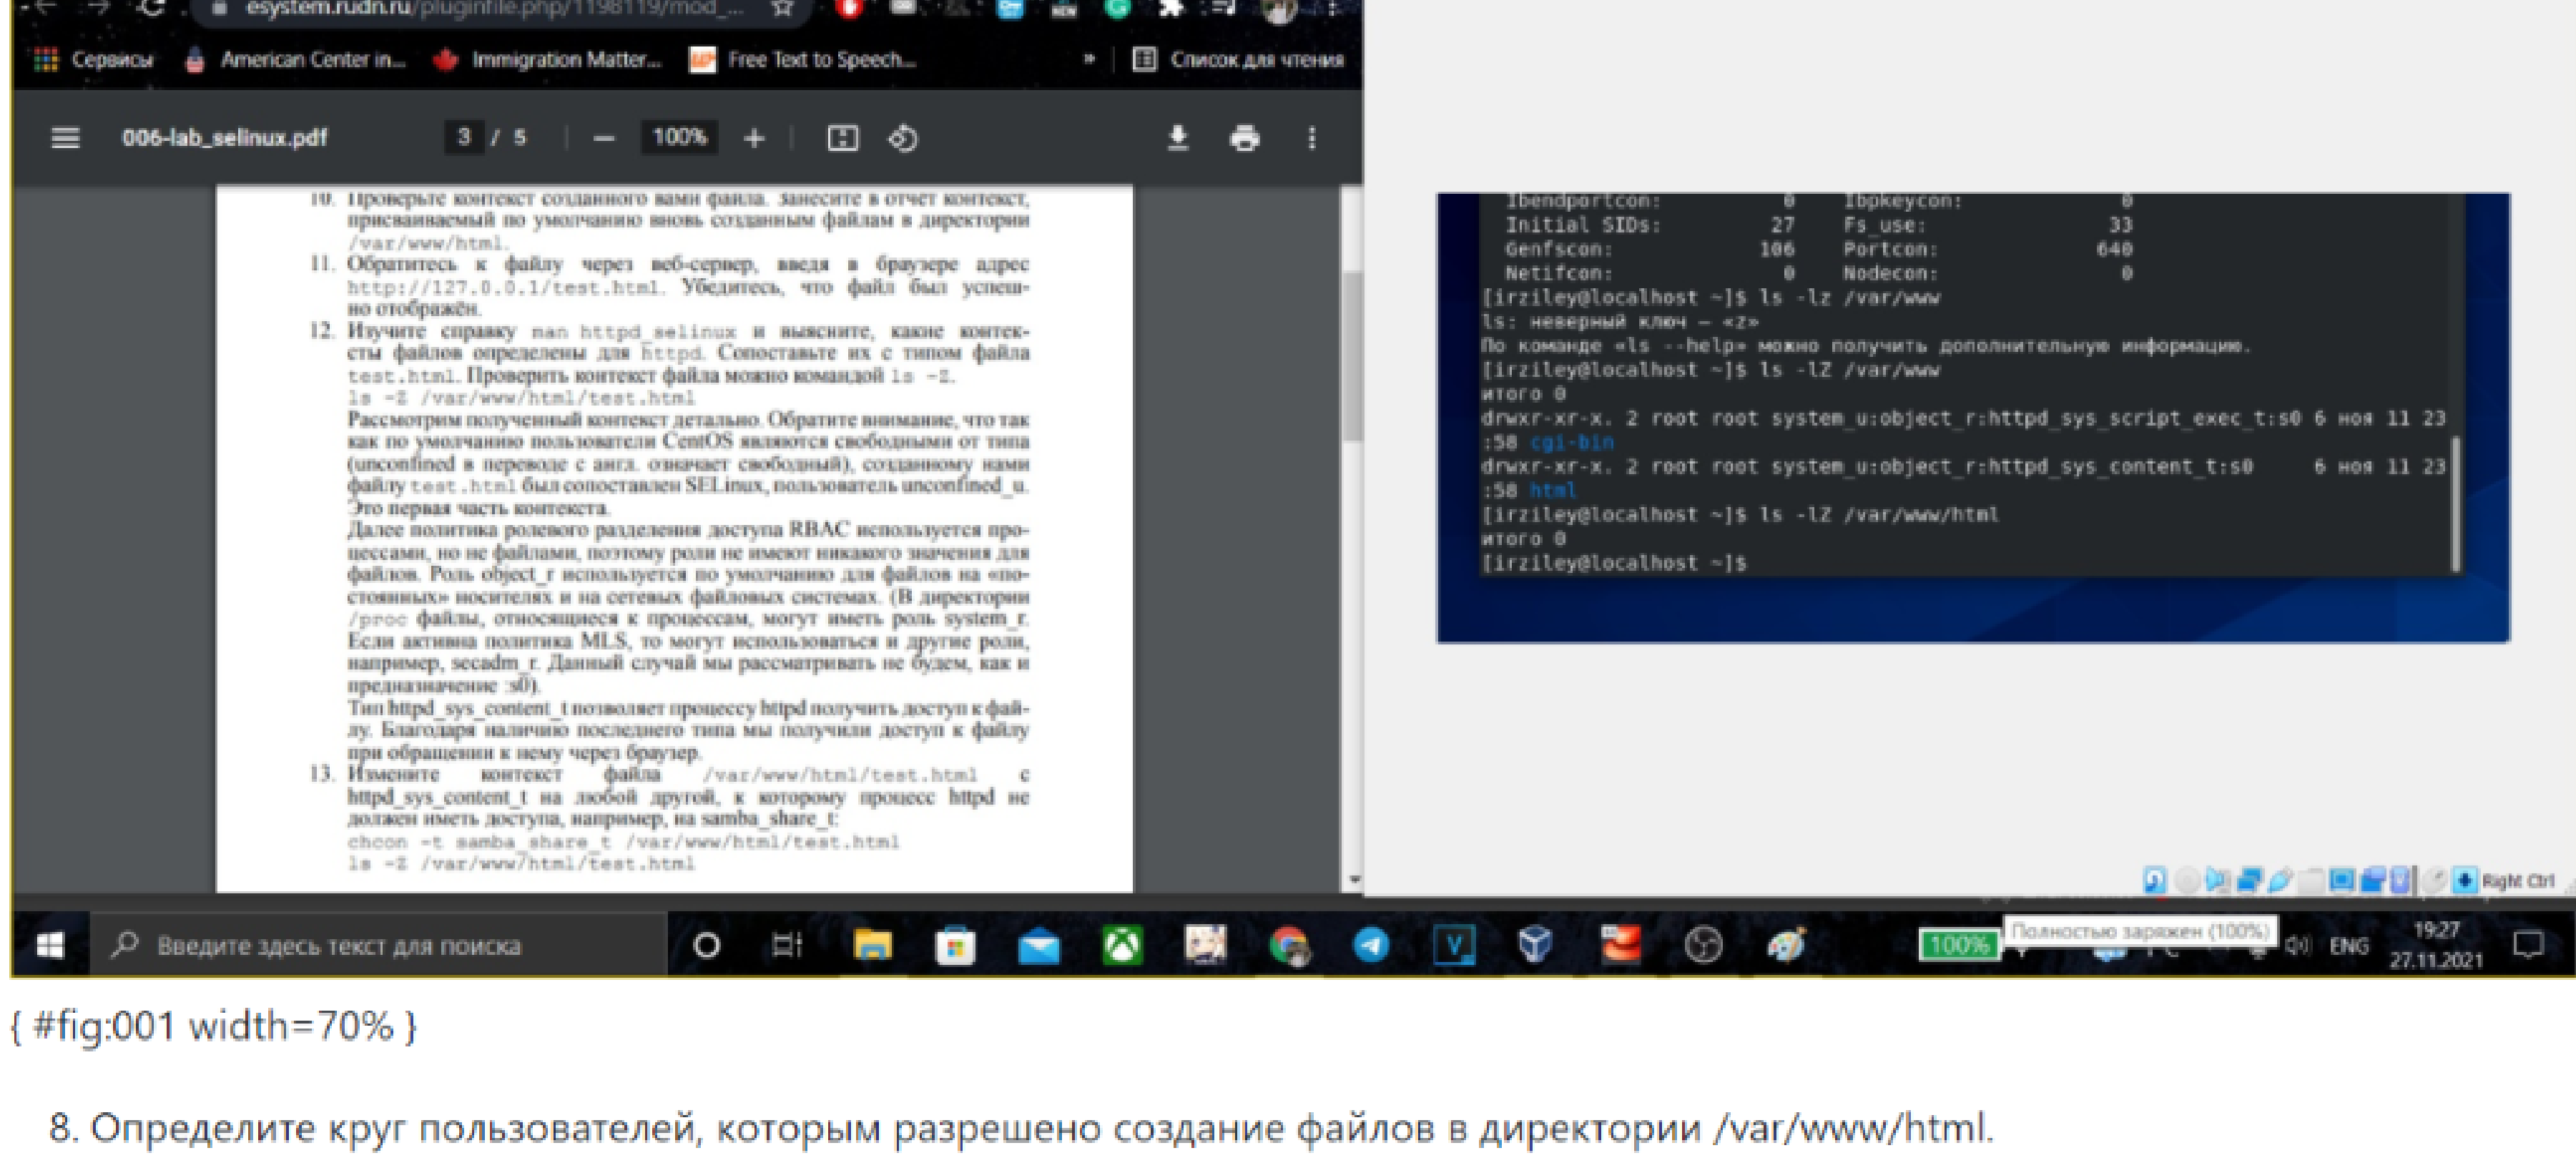 esystem.rudn.ru/pluginfile.php/1198119/mod_...
Сервисы American Center in... Immigration Matter... Free Text to Speech... » Список для чтения
006-lab_selinux.pdf 3 / 5 — 100% +
10. Проверьте контекст созданного вами файла. Занесите в отчёт контекст,
присваиваемый по умолчанию вновь созданным файлам в директории
/var/www/html.
11. Обратитесь к файлу через веб-сервер, введя в браузере адрес
http://127.0.0.1/test.html. Убедитесь, что файл был успеш-
но отображён.
12. Изучите справку man httpd_selinux и выясните, какие контек-
сты файлов определены для httpd. Сопоставьте их с типом файла
test.html. Проверить контекст файла можно командой ls -Z.
ls -Z /var/www/html/test.html
Рассмотрим полученный контекст детально. Обратите внимание, что так
как по умолчанию пользователи CentOS являются свободными от типа
(unconfined в переводе с англ. означает свободный), созданному нами
файлу test.html был сопоставлен SELinux, пользователь unconfined_u.
Это первая часть контекста.
Далее политика ролевого разделения доступа RBAC используется про-
цессами, но не файлами, поэтому роли не имеют никакого значения для
файлов. Роль object_r используется по умолчанию для файлов на «по-
стоянных» носителях и на сетевых файловых системах. (В директории
/proc файлы, относящиеся к процессам, могут иметь роль system_r.
Если активна политика MLS, то могут использоваться и другие роли,
например, secadm_r. Данный случай мы рассматривать не будем, как и
предназначение :s0).
Тип httpd_sys_content_t позволяет процессу httpd получить доступ к фай-
лу. Благодаря наличию последнего типа мы получили доступ к файлу
при обращении к нему через браузер.
13. Измените контекст файла /var/www/html/test.html с
httpd_sys_content_t на любой другой, к которому процесс httpd не
должен иметь доступа, например, на samba_share_t:
chcon -t samba_share_t /var/www/html/test.html
ls -Z /var/www/html/test.html
Ibendportcon: 0 Ibpkeycon: 0
Initial SIDs: 27 Fs_use: 33
Genfscon: 106 Portcon: 640
Netifcon: 0 Nodecon: 0
[irziley@localhost ~]$ ls -lz /var/www
ls: неверный ключ — «z»
По команде «ls --help» можно получить дополнительную информацию.
[irziley@localhost ~]$ ls -lZ /var/www
итого 0
drwxr-xr-x. 2 root root system_u:object_r:httpd_sys_script_exec_t:s0 6 ноя 11 23
:58 cgi-bin
drwxr-xr-x. 2 root root system_u:object_r:httpd_sys_content_t:s0 6 ноя 11 23
:58 html
[irziley@localhost ~]$ ls -lZ /var/www/html
итого 0
[irziley@localhost ~]$
Right Ctrl
Введите здесь текст для поиска
100% Полностью заряжен (100%) ENG 19:27
27.11.2021
{ #fig:001 width=70% }
8. Определите круг пользователей, которым разрешено создание файлов в директории /var/www/html.